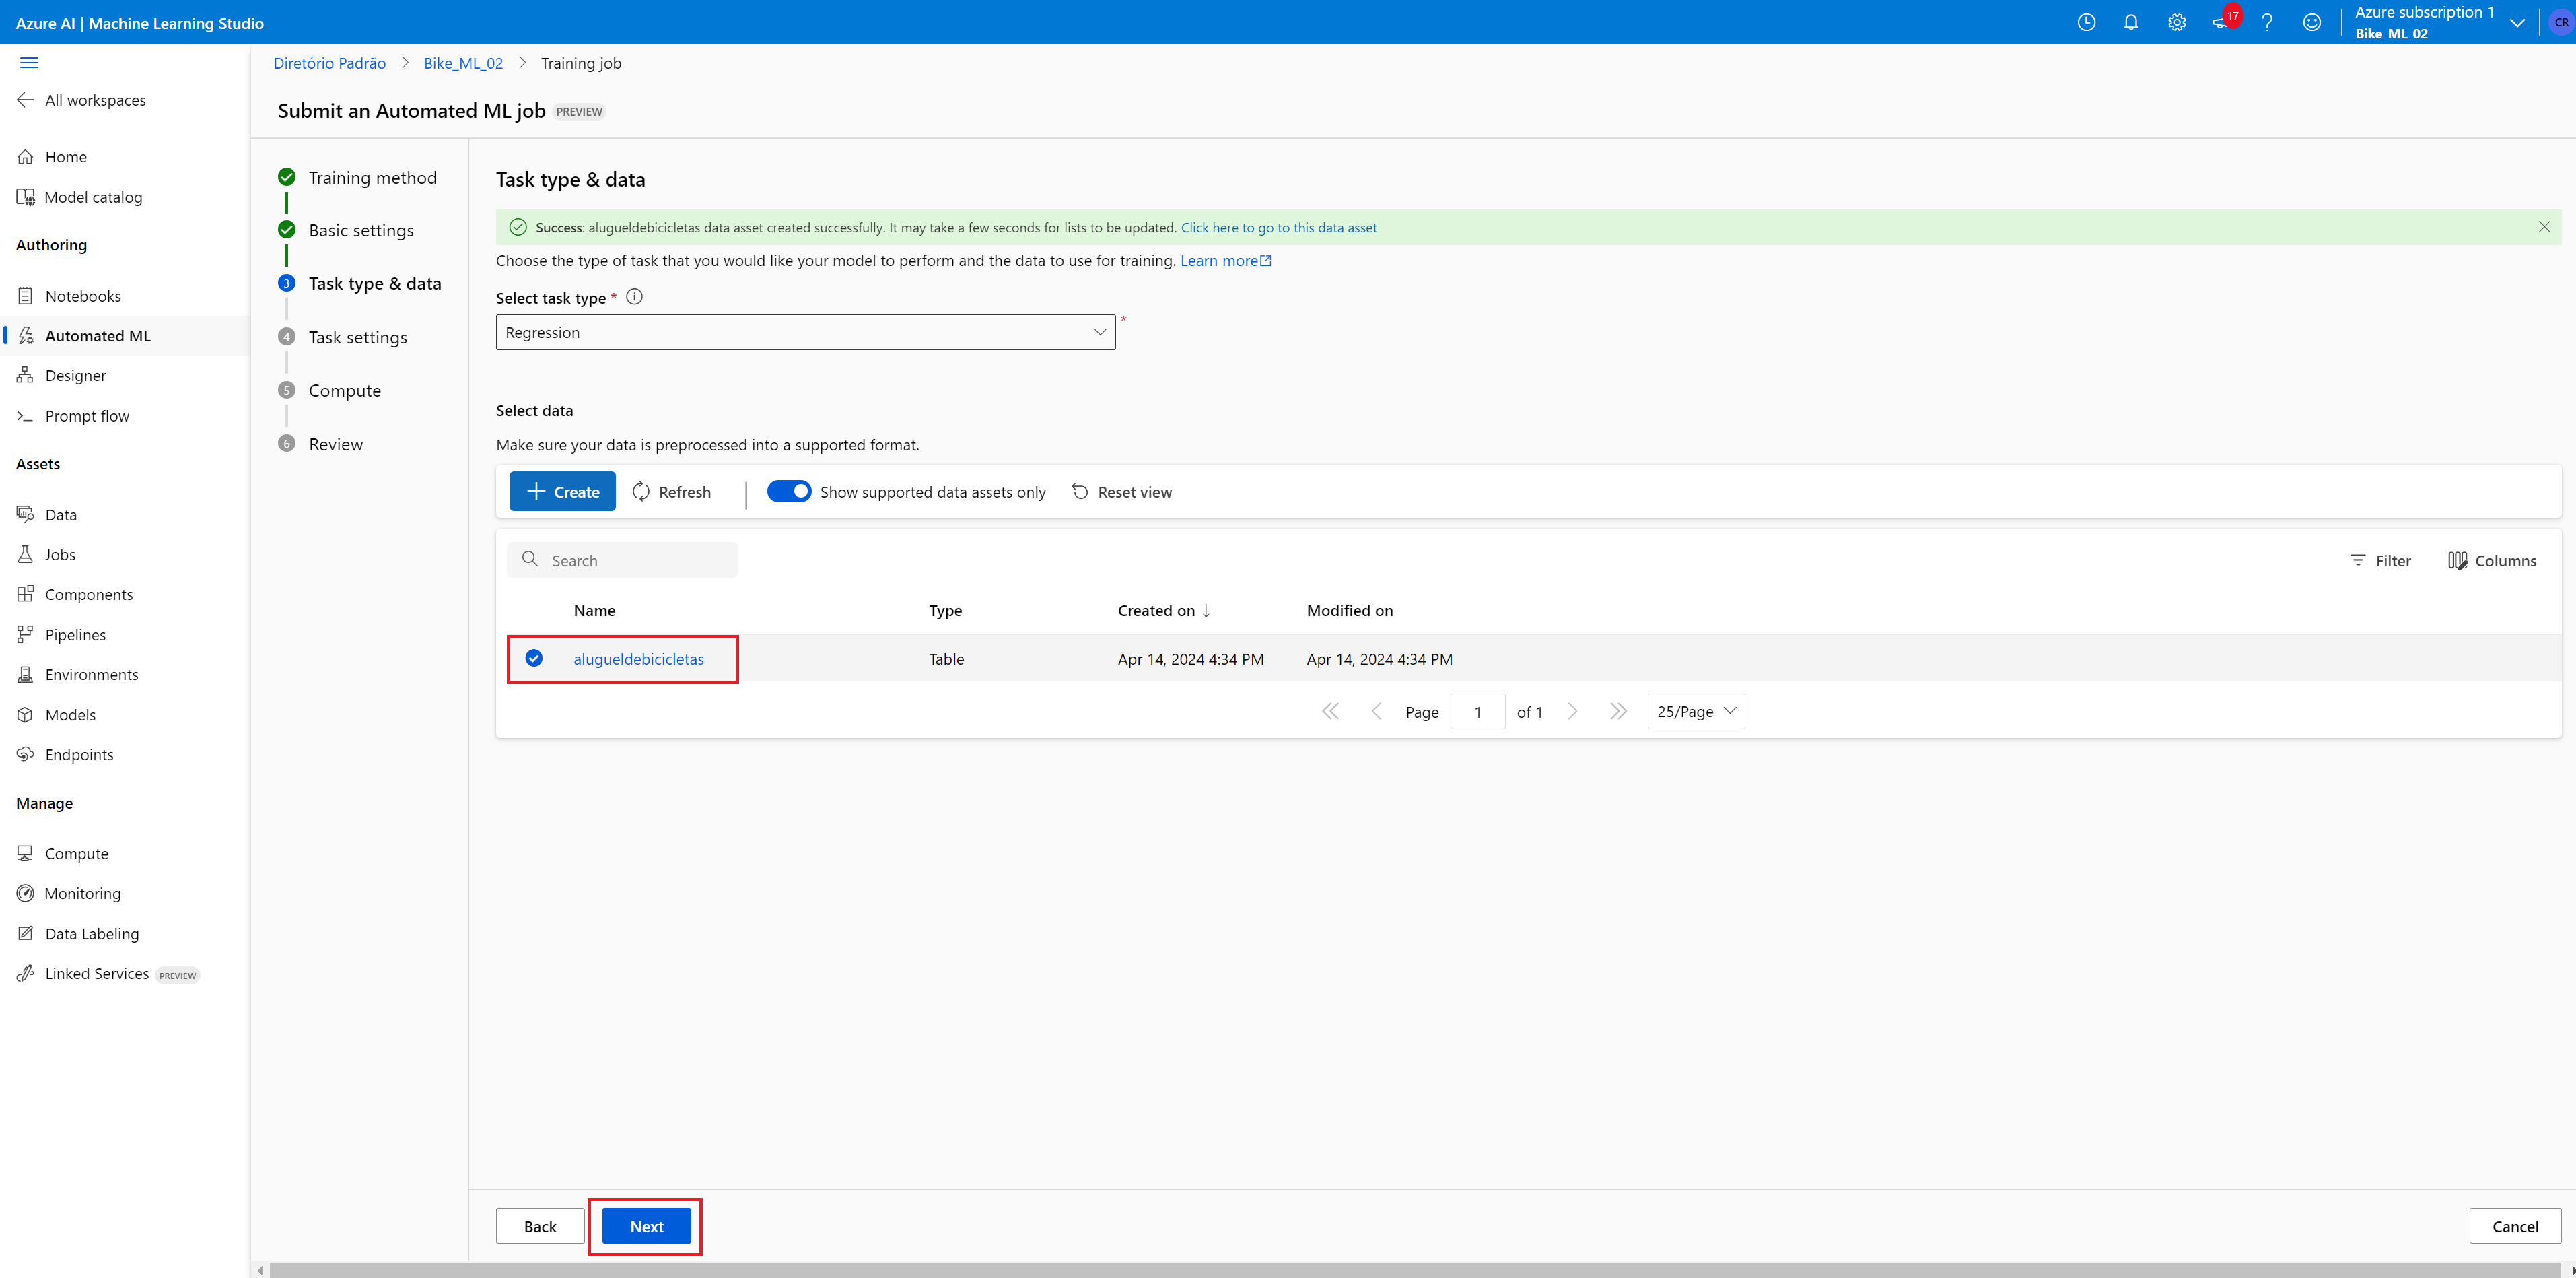 Azure AI | Machine Learning Studio
17
Azure subscription 1
Bike_ML_02
CR
All workspaces
Home
Model catalog
Authoring
Notebooks
Automated ML
Designer
Prompt flow
Assets
Data
Jobs
Components
Pipelines
Environments
Models
Endpoints
Manage
Compute
Monitoring
Data Labeling
Linked Services PREVIEW
Diretório Padrão > Bike_ML_02 > Training job
Submit an Automated ML job PREVIEW
Training method
Basic settings
3 Task type & data
4 Task settings
5 Compute
6 Review
Task type & data
Success: alugueldebicicletas data asset created successfully. It may take a few seconds for lists to be updated. Click here to go to this data asset
Choose the type of task that you would like your model to perform and the data to use for training. Learn more
Select task type *
Regression *
Select data
Make sure your data is preprocessed into a supported format.
Create Refresh Show supported data assets only Reset view
Search Filter Columns
Name Type Created on ↓ Modified on
alugueldebicicletas Table Apr 14, 2024 4:34 PM Apr 14, 2024 4:34 PM
Page 1 of 1 25/Page
Back Next Cancel